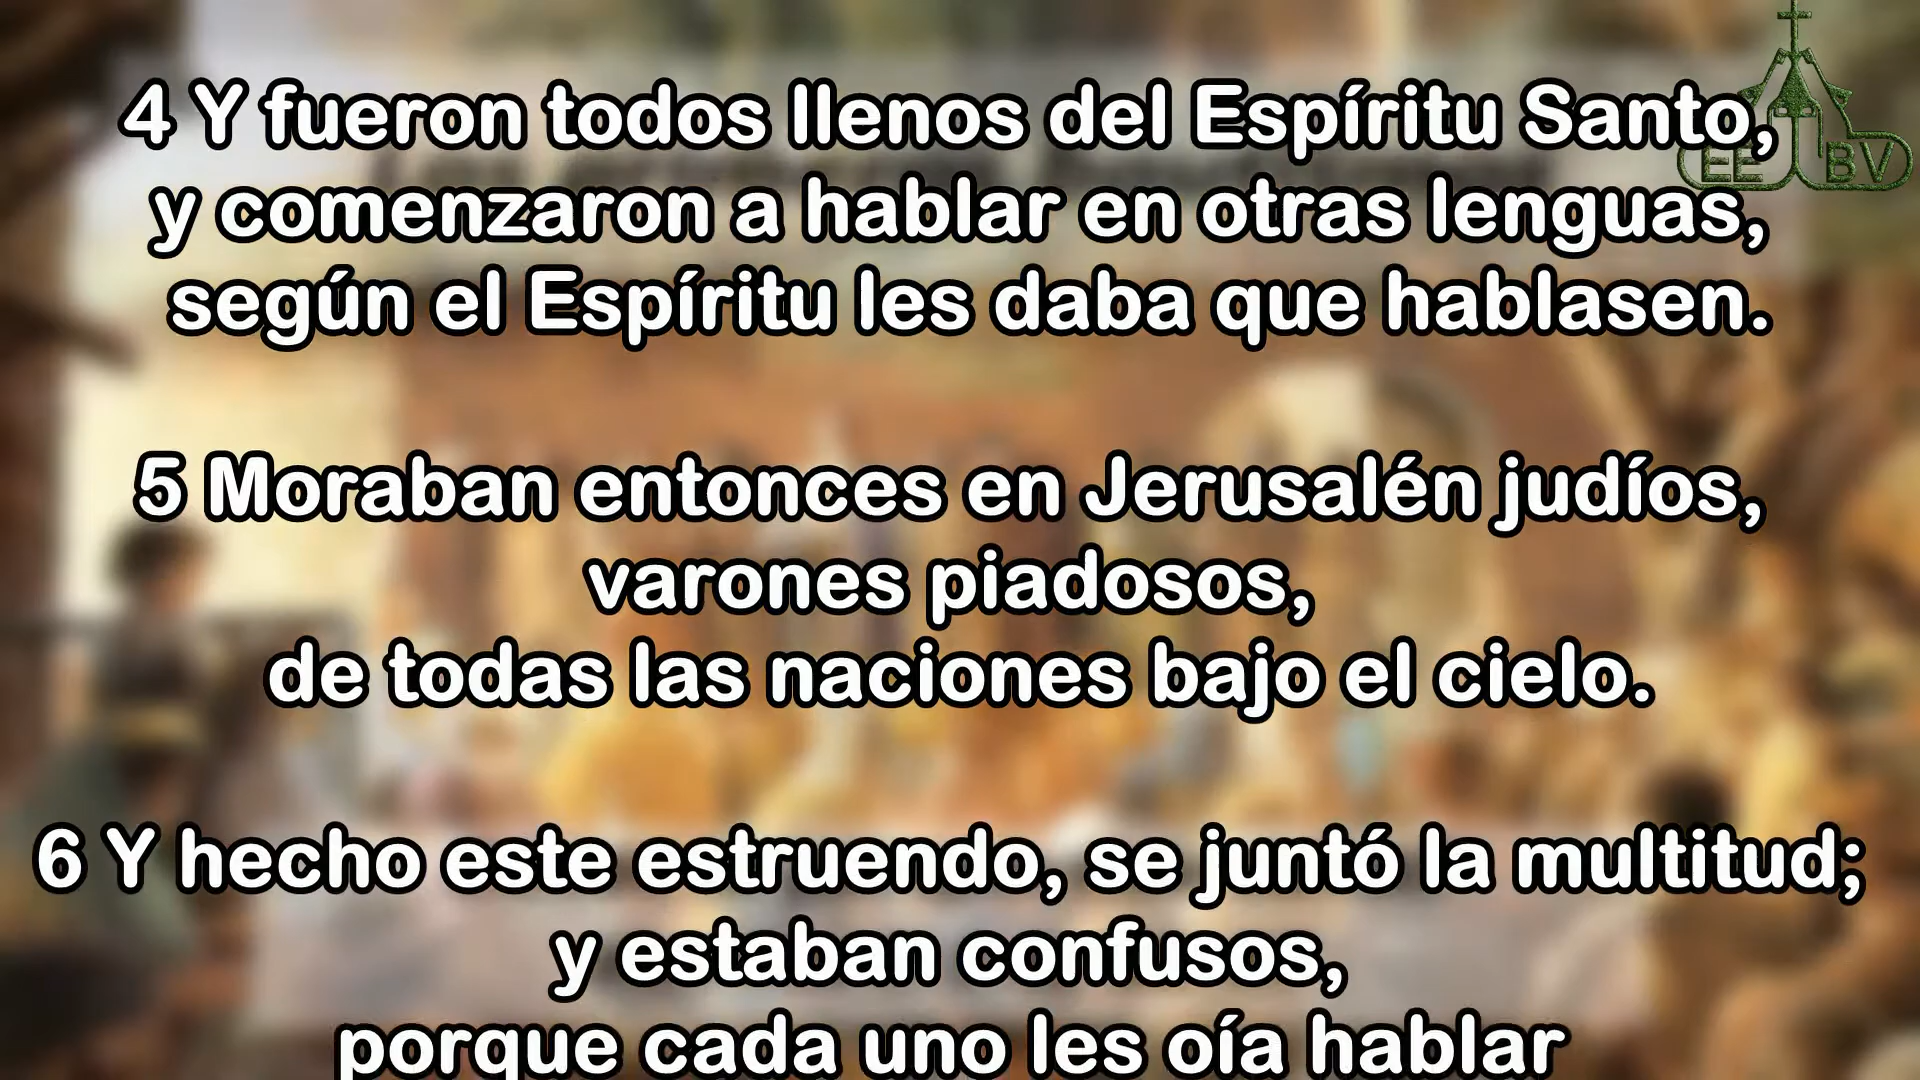 4 Y fueron todos llenos del Espíritu Santo,
y comenzaron a hablar en otras lenguas,
según el Espíritu les daba que hablasen.
5 Moraban entonces en Jerusalén judíos,
varones piadosos,
de todas las naciones bajo el cielo.
6 Y hecho este estruendo, se juntó la multitud;
y estaban confusos,
porque cada uno les oía hablar
EE BV